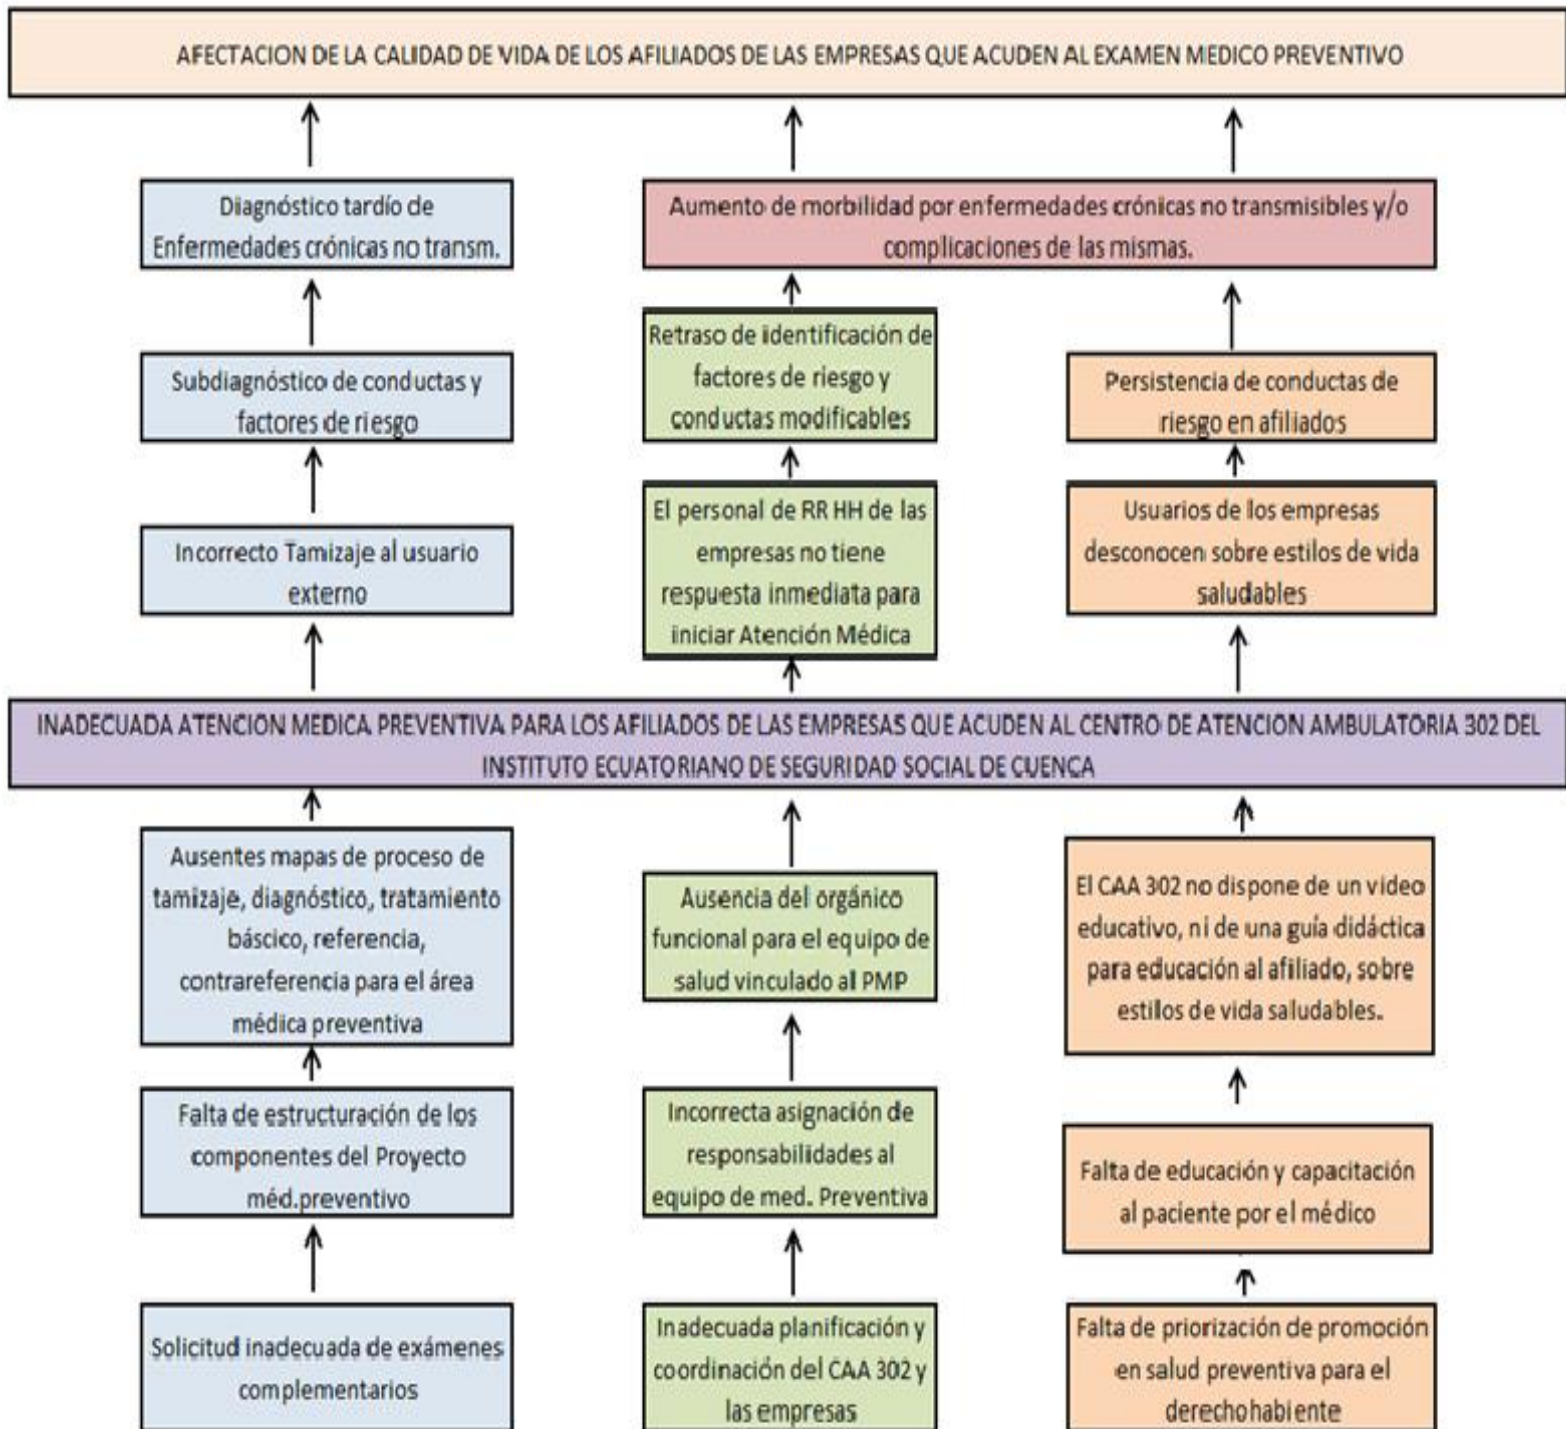 AFECTACION DE LA CALIDAD DE VIDA DE LOS AFILIADOS DE LAS EMPRESAS QUE ACUDEN AL EXAMEN MEDICO PREVENTIVO
Diagnóstico tardío de
Enfermedades crónicas no transm.
Aumento de morbilidad por enfermedades crónicas no transmisibles y/o
complicaciones de las mismas.
Subdiagnóstico de conductas y
factores de riesgo
Retraso de identificación de
factores de riesgo y
conductas modificables
Persistencia de conductas de
riesgo en afiliados
Incorrecto Tamizaje al usuario
externo
El personal de RR HH de las
empresas no tiene
respuesta inmediata para
iniciar Atención Médica
Usuarios de los empresas
desconocen sobre estilos de vida
saludables
INADECUADA ATENCION MEDICA PREVENTIVA PARA LOS AFILIADOS DE LAS EMPRESAS QUE ACUDEN AL CENTRO DE ATENCION AMBULATORIA 302 DEL
INSTITUTO ECUATORIANO DE SEGURIDAD SOCIAL DE CUENCA
Ausentes mapas de proceso de
tamizaje, diagnóstico, tratamiento
báscico, referencia,
contrareferencia para el área
médica preventiva
Ausencia del orgánico
funcional para el equipo de
salud vinculado al PMP
El CAA 302 no dispone de un video
educativo, ni de una guía didáctica
para educación al afiliado, sobre
estilos de vida saludables.
Falta de estructuración de los
componentes del Proyecto
méd.preventivo
Incorrecta asignación de
responsabilidades al
equipo de med. Preventiva
Falta de educación y capacitación
al paciente por el médico
Solicitud inadecuada de exámenes
complementarios
Inadecuada planificación y
coordinación del CAA 302 y
las empresas
Falta de priorización de promoción
en salud preventiva para el
derechohabiente